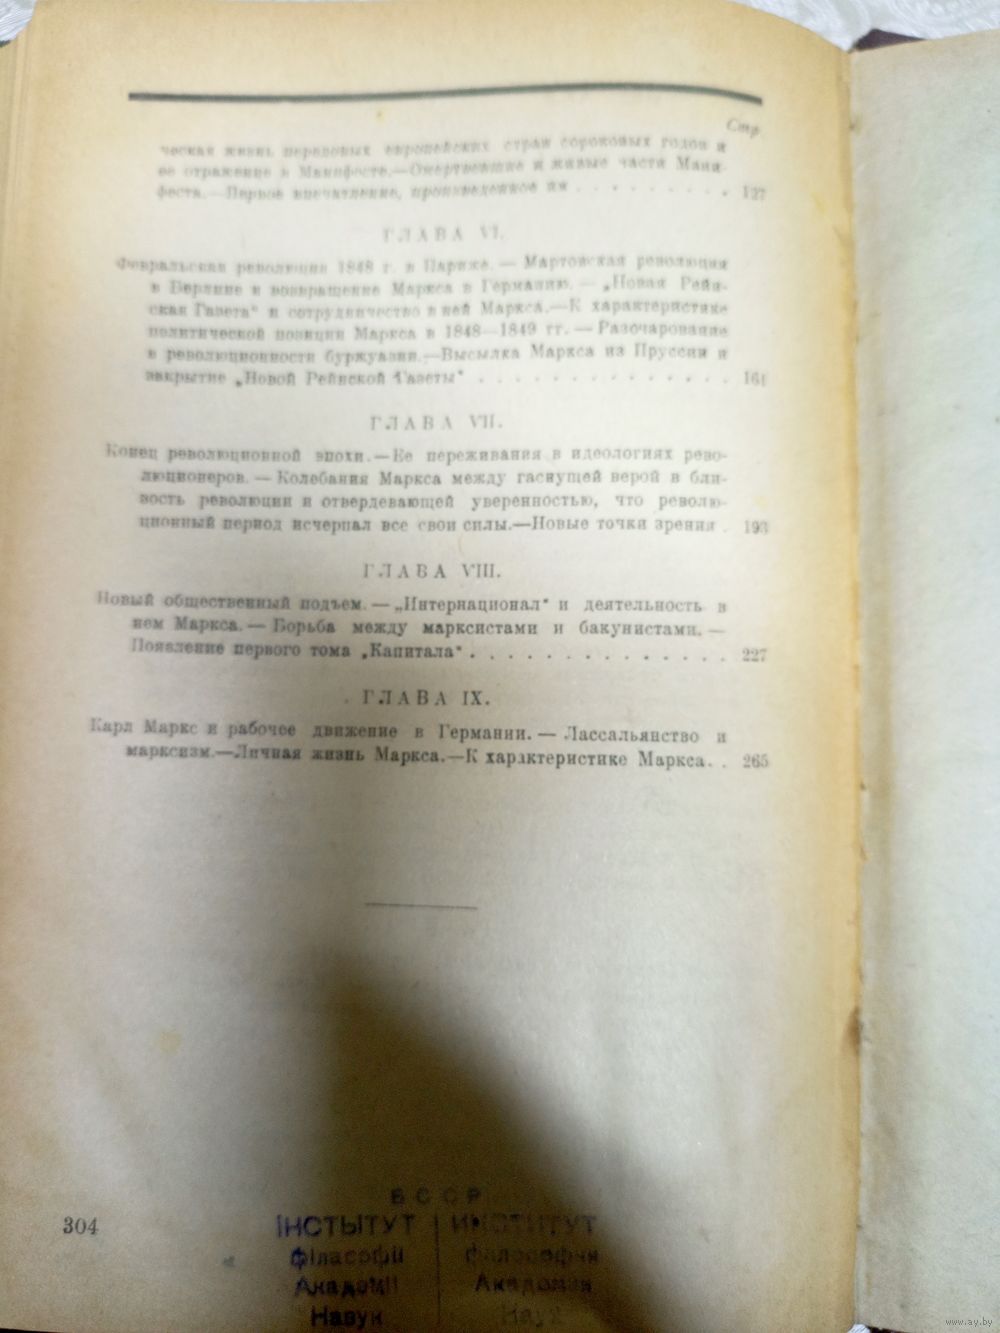 Стр.
ческая жизнь передовых европейских стран сороковых годов и
ее отражение в Манифесте.—Омертвевшие и живые части Мани-
феста.—Первое впечатление, произведенное им . . . . . . . . . 127
ГЛАВА VI.
Февральская революция 1848 г. в Париже. — Мартовская революция
в Берлине и возвращение Маркса в Германию. — „Новая Рейн-
ская Газета“ и сотрудничество в ней Маркса.—К характеристике
политической позиции Маркса в 1848—1849 гг. — Разочарование
в революционности буржуазии.—Высылка Маркса из Пруссии и
закрытие „Новой Рейнской Газеты“ . . . . . . . . . . . . . 161
ГЛАВА VII.
Конец революционной эпохи.—Ее переживания в идеологиях рево-
люционеров. — Колебания Маркса между гаснущей верой в бли-
зость революции и отвердевающей уверенностью, что револю-
ционный период исчерпал все свои силы.—Новые точки зрения . 193
ГЛАВА VIII.
Новый общественный подъем. — „Интернационал“ и деятельность в
нем Маркса. — Борьба между марксистами и бакунистами. —
Появление первого тома „Капитала“ . . . . . . . . . . . . . 227
ГЛАВА IX.
Карл Маркс и рабочее движение в Германии. — Лассальянство и
марксизм.—Личная жизнь Маркса.—К характеристике Маркса. . 265
304
БССР
ІНСТЫТУТ | ИНСТИТУТ
філасофіі | философии
Акадэміі | Академии
Навук | Наук
www.ay.by